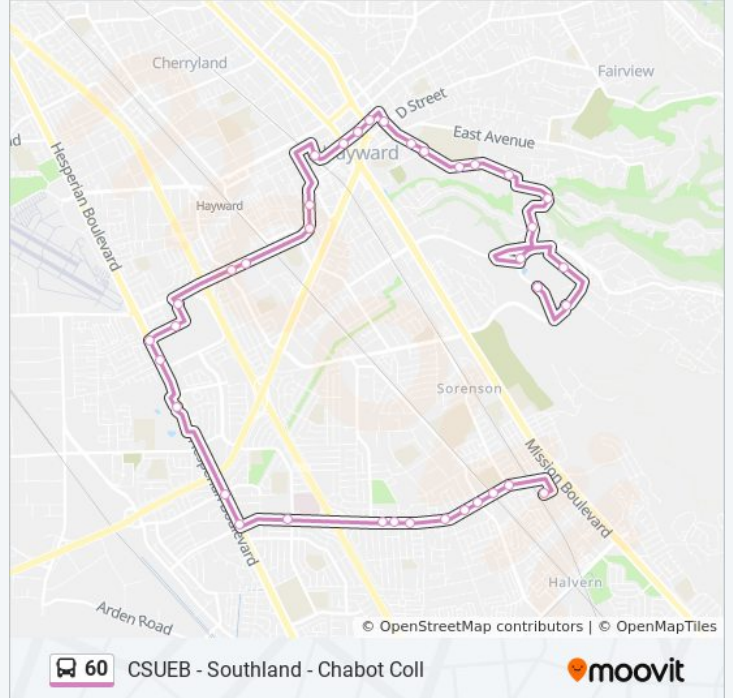 Cherryland
Fairview
D Street
East Avenue
Hayward
Hesperian Boulevard
Hayward
Sorenson
Mission Boulevard
Hesperian Boulevard
Halvern
Arden Road
© OpenStreetMap contributors | © OpenMapTiles
60 CSUEB - Southland - Chabot Coll
moovit